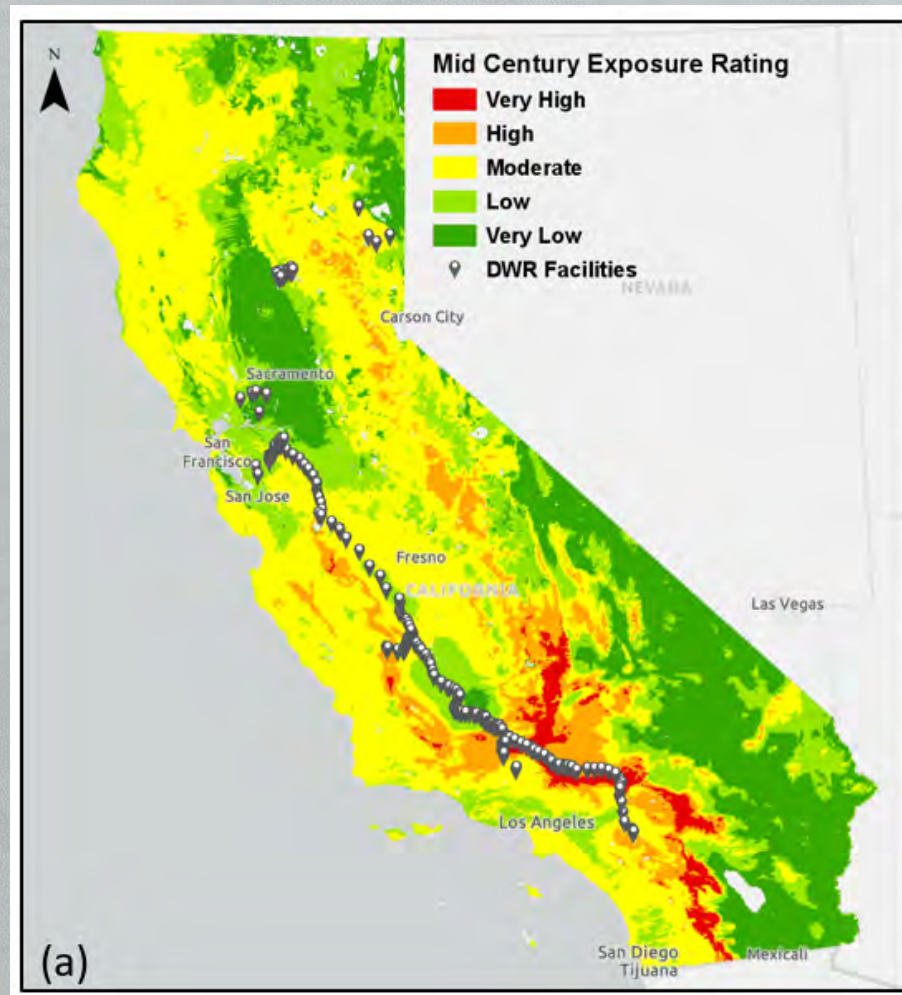 N
Mid Century Exposure Rating
Very High
High
Moderate
Low
Very Low
DWR Facilities
NEVADA
Carson City
Sacramento
San
Francisco
San Jose
Fresno
CALIFORNIA
Las Vegas
Los Angeles
San Diego
Tijuana
Mexicali
(a)